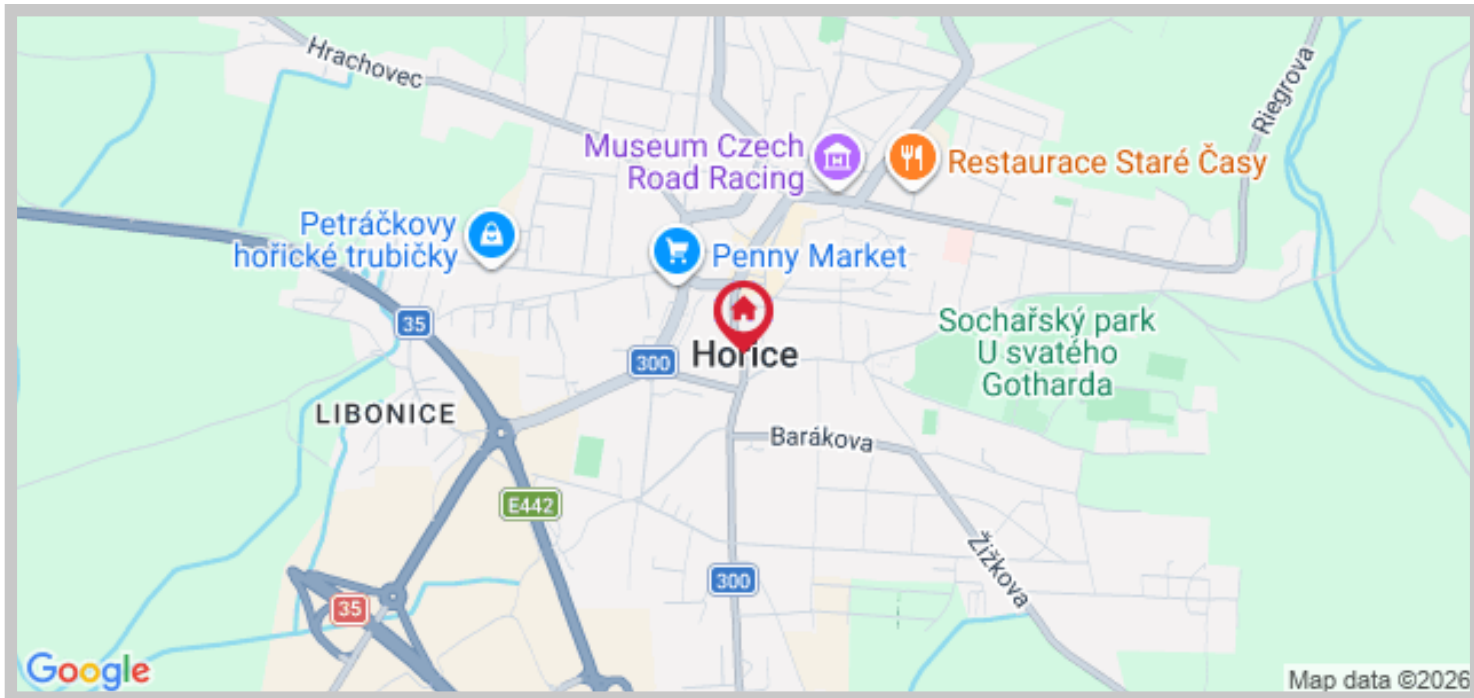 Hrachovec
Riegrova
Museum Czech
Road Racing
Restaurace Staré Časy
Petráčkovy
hořické trubičky
Penny Market
35
Sochařský park
U svatého
Gotharda
300
Hořice
LIBONICE
Barákova
E442
Žižkova
300
35
Google
Map data ©2026